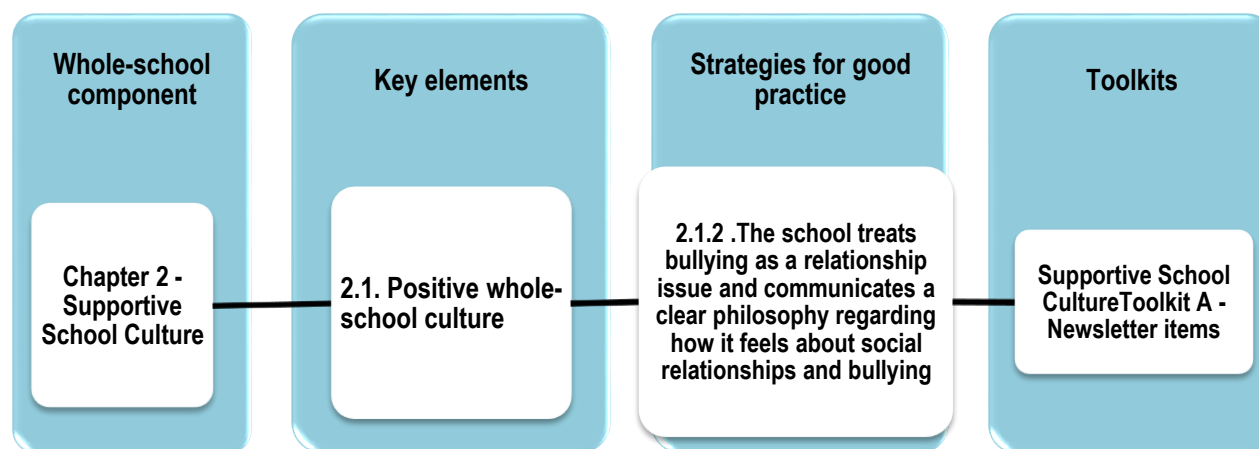 Whole-school
component
Chapter 2 -
Supportive
School Culture
Key elements
2.1. Positive whole-
school culture
Strategies for good
practice
2.1.2 .The school treats
bullying as a relationship
issue and communicates a
clear philosophy regarding
how it feels about social
relationships and bullying
Toolkits
Supportive School
CultureToolkit A -
Newsletter items